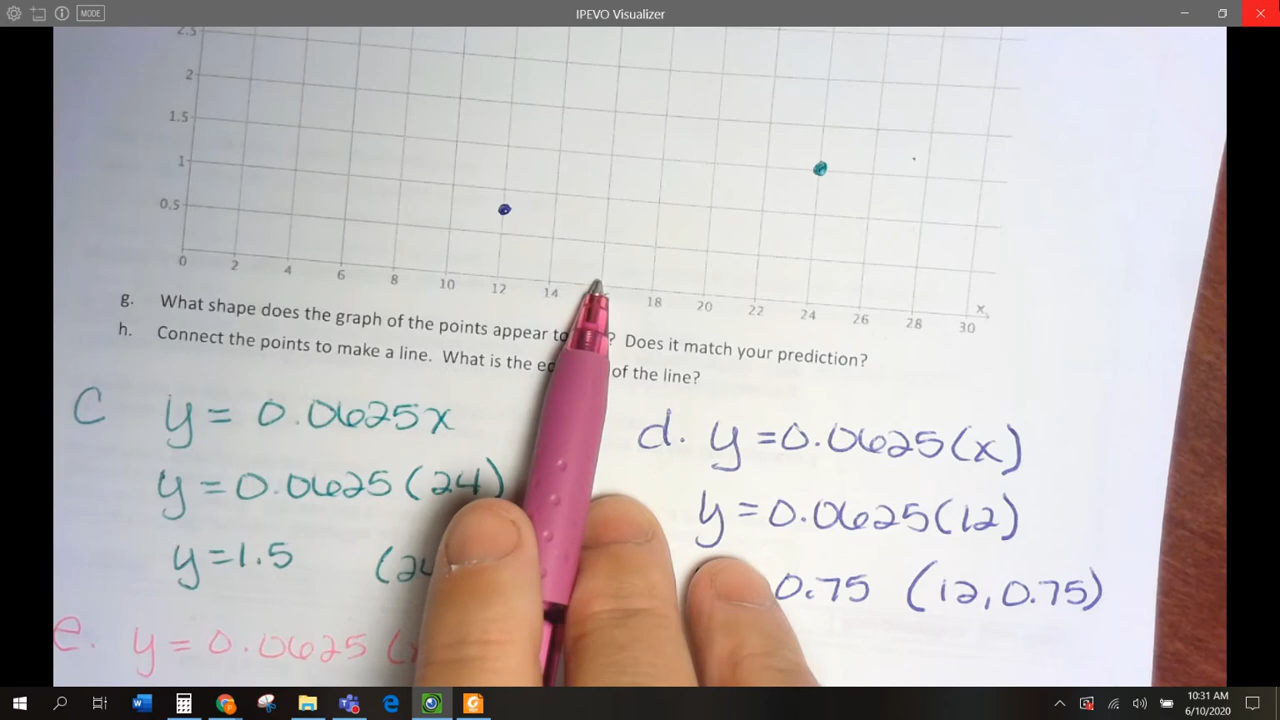 MODE
IPEVO Visualizer
2.5
2
1.5
1
0.5
0 2 4 6 8 10 12 14 18 20 22 24 26 28 30
x
g. What shape does the graph of the points appear to ? Does it match your prediction?
h. Connect the points to make a line. What is the of the line?
C y = 0.0625x
y = 0.0625(24)
y=1.5
d. y = 0.0625(x)
y = 0.0625(12)
0.75 (12, 0.75)
e. y = 0.0625
10:31 AM
6/10/2020